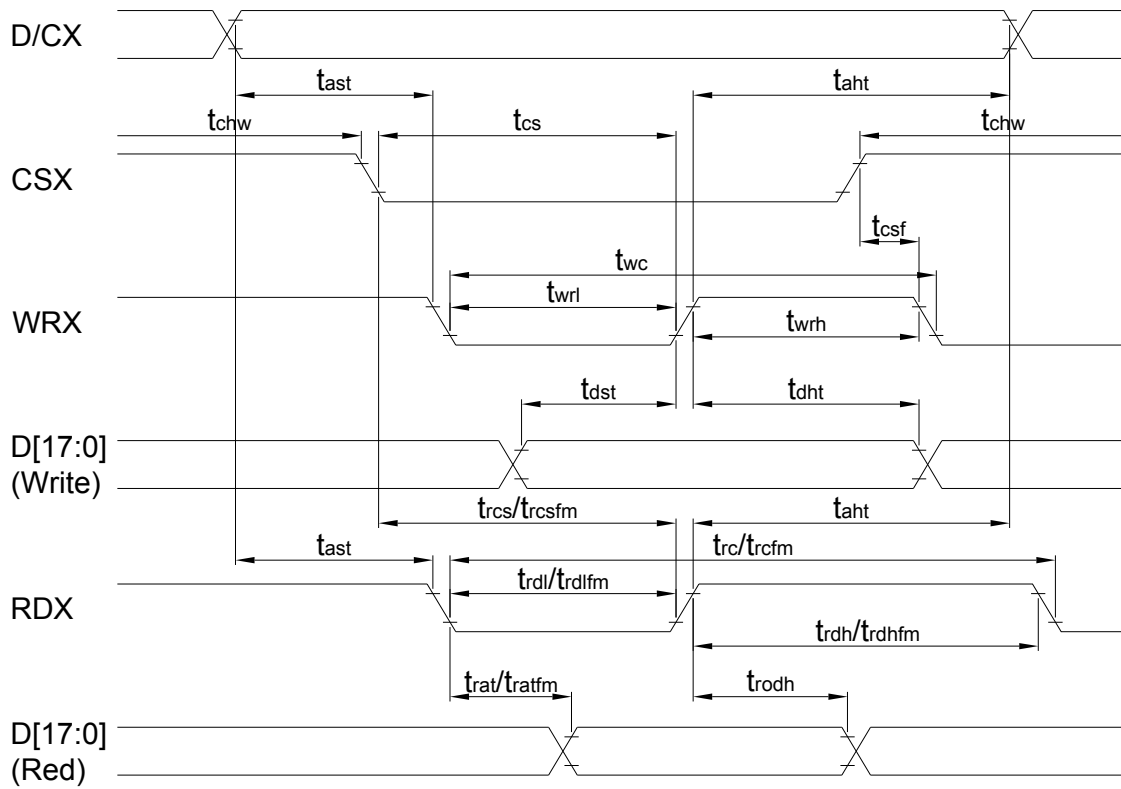 D/CX
tast
taht
tchw
tcs
tchw
CSX
tcsf
twc
twrl
WRX
twrh
tdst
tdht
D[17:0]
(Write)
trcs/trcsfm
taht
tast
trc/trcfm
trdl/trdlfm
RDX
trdh/trdhfm
trat/tratfm
trodh
D[17:0]
(Red)